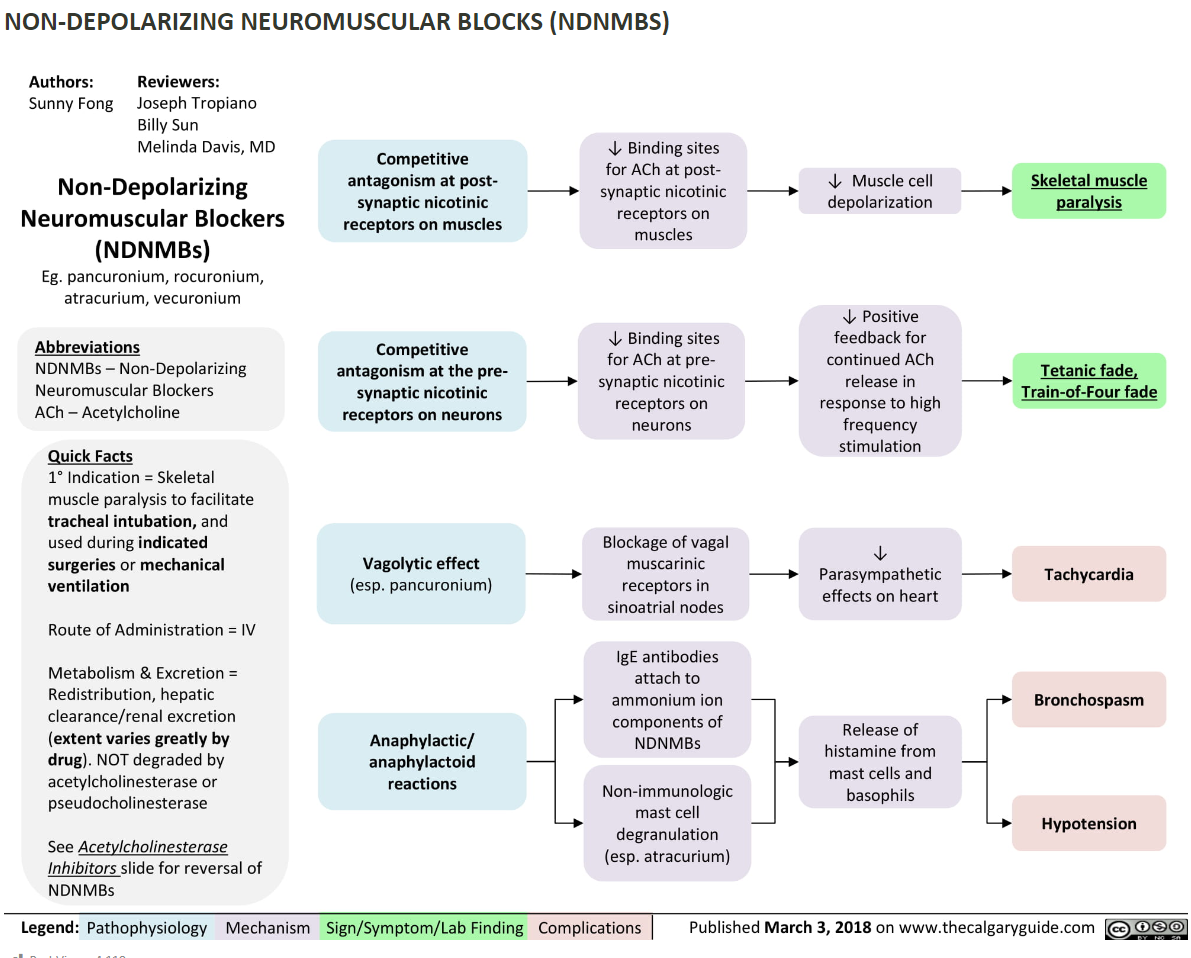 NON-DEPOLARIZING NEUROMUSCULAR BLOCKS (NDNMBS)
Authors:
Sunny Fong
Reviewers:
Joseph Tropiano
Billy Sun
Melinda Davis, MD
Non-Depolarizing
Neuromuscular Blockers
(NDNMBs)
Eg. pancuronium, rocuronium,
atracurium, vecuronium
Abbreviations
NDNMBs – Non-Depolarizing
Neuromuscular Blockers
ACh – Acetylcholine
Quick Facts
1° Indication = Skeletal
muscle paralysis to facilitate
tracheal intubation, and
used during indicated
surgeries or mechanical
ventilation
Route of Administration = IV
Metabolism & Excretion =
Redistribution, hepatic
clearance/renal excretion
(extent varies greatly by
drug). NOT degraded by
acetylcholinesterase or
pseudocholinesterase
See Acetylcholinesterase
Inhibitors slide for reversal of
NDNMBs
Competitive
antagonism at post-
synaptic nicotinic
receptors on muscles
↓ Binding sites
for ACh at post-
synaptic nicotinic
receptors on
muscles
↓ Muscle cell
depolarization
Skeletal muscle
paralysis
Competitive
antagonism at the pre-
synaptic nicotinic
receptors on neurons
↓ Binding sites
for ACh at pre-
synaptic nicotinic
receptors on
neurons
↓ Positive
feedback for
continued ACh
release in
response to high
frequency
stimulation
Tetanic fade,
Train-of-Four fade
Vagolytic effect
(esp. pancuronium)
Blockage of vagal
muscarinic
receptors in
sinoatrial nodes
↓
Parasympathetic
effects on heart
Tachycardia
Anaphylactic/
anaphylactoid
reactions
IgE antibodies
attach to
ammonium ion
components of
NDNMBs
Non-immunologic
mast cell
degranulation
(esp. atracurium)
Release of
histamine from
mast cells and
basophils
Bronchospasm
Hypotension
Legend: Pathophysiology Mechanism Sign/Symptom/Lab Finding Complications
Published March 3, 2018 on www.thecalgaryguide.com
cc
BY NC SA